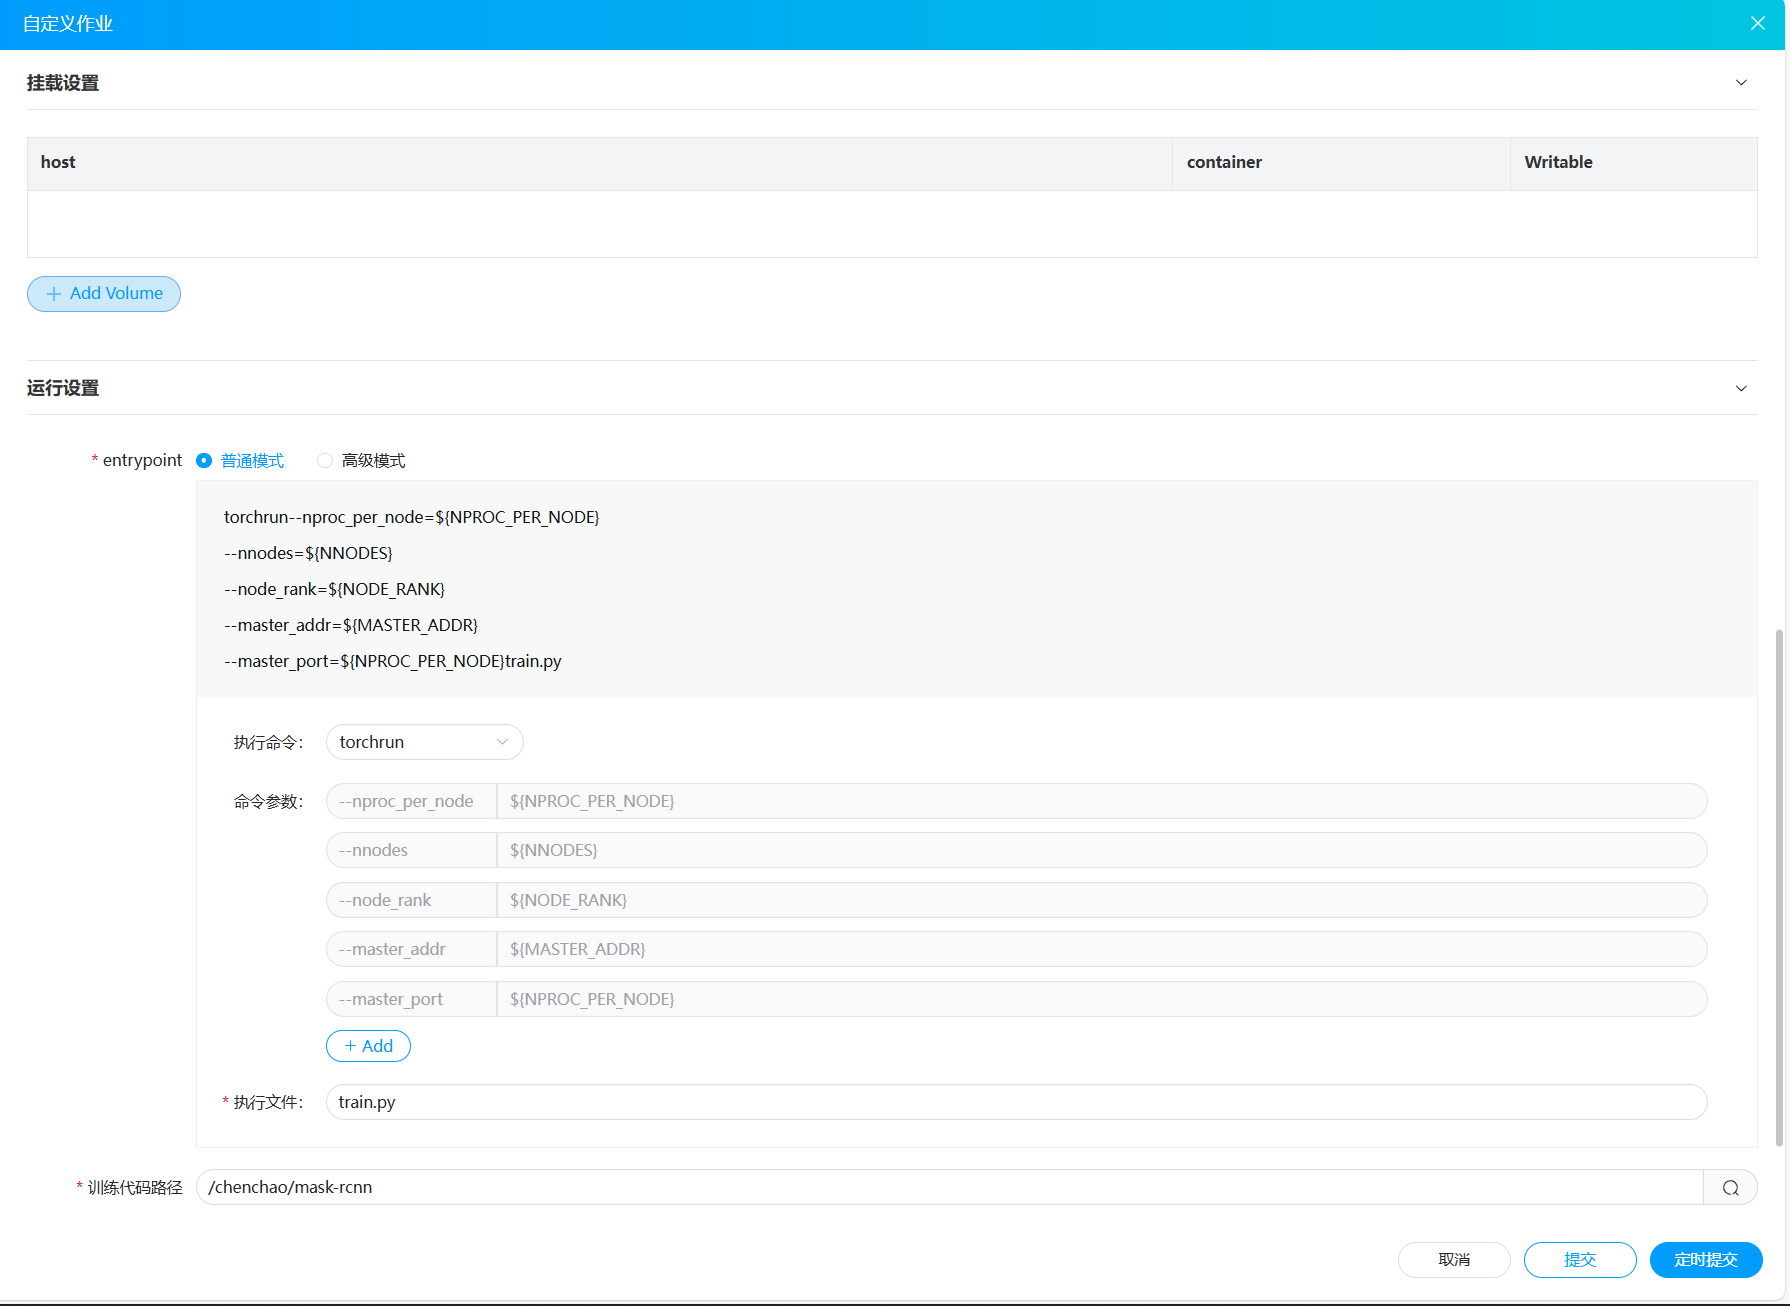 自定义作业
挂载设置
host container Writable
Add Volume
运行设置
* entrypoint 普通模式 高级模式
torchrun--nproc_per_node=${NPROC_PER_NODE}
--nnodes=${NNODES}
--node_rank=${NODE_RANK}
--master_addr=${MASTER_ADDR}
--master_port=${NPROC_PER_NODE}train.py
执行命令： torchrun
命令参数： --nproc_per_node ${NPROC_PER_NODE}
--nnodes ${NNODES}
--node_rank ${NODE_RANK}
--master_addr ${MASTER_ADDR}
--master_port ${NPROC_PER_NODE}
+ Add
* 执行文件： train.py
* 训练代码路径 /chenchao/mask-rcnn
取消 提交 定时提交